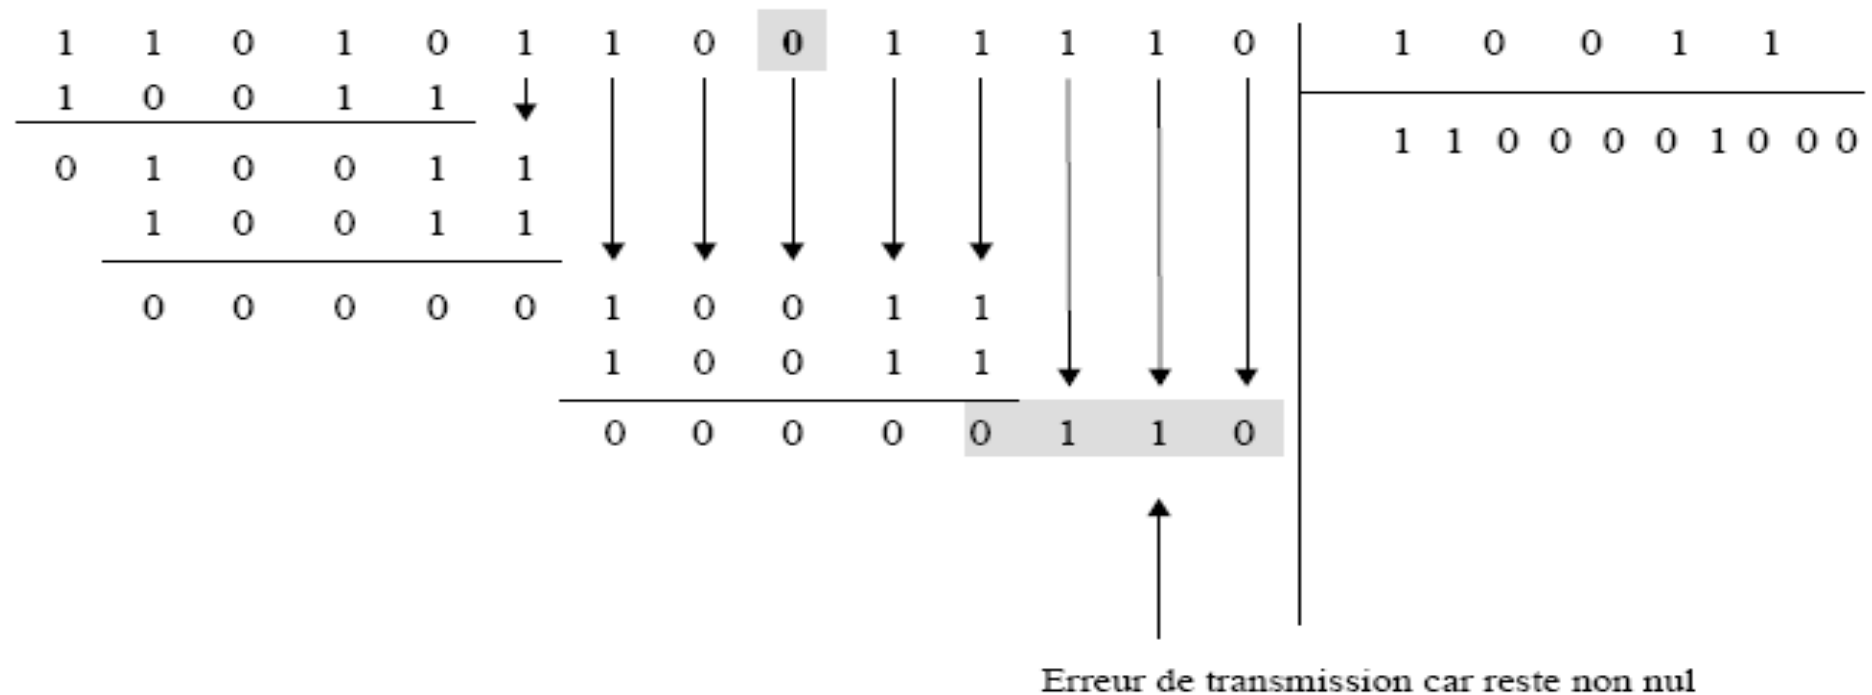 1 1 0 1 0 1 1 0 0 1 1 1 1 0 1 0 0 1 1
1 0 0 1 1
1 1 0 0 0 0 1 0 0 0
0 1 0 0 1 1
1 0 0 1 1
0 0 0 0 0 1 0 0 1 1
1 0 0 1 1
0 0 0 0 0 1 1 0
Erreur de transmission car reste non nul